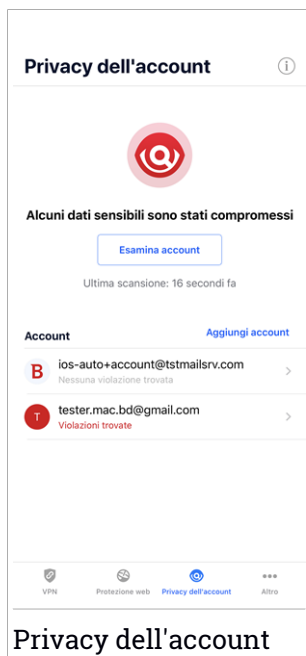 Privacy dell'account
Alcuni dati sensibili sono stati compromessi
Esamina account
Ultima scansione: 16 secondi fa
Account
Aggiungi account
B
ios-auto+account@tstmailsrv.com
Nessuna violazione trovata
T
tester.mac.bd@gmail.com
Violazioni trovate
VPN
Protezione web
Privacy dell'account
Altro
Privacy dell'account